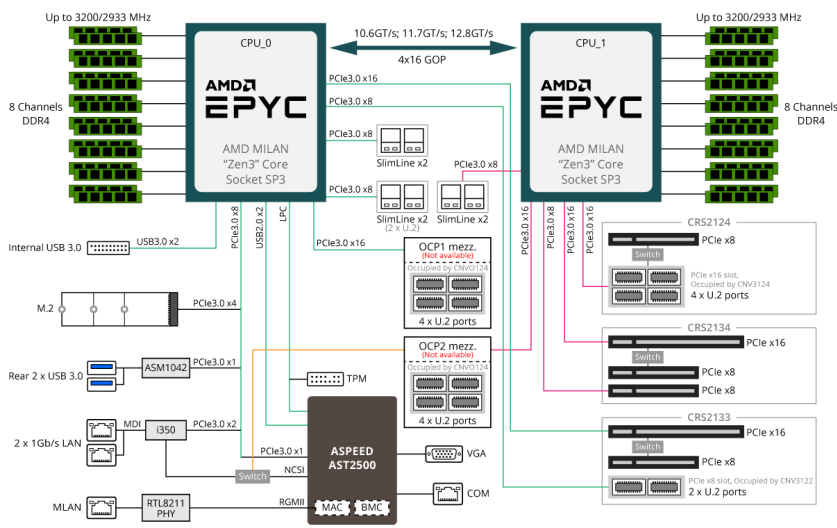 Up to 3200/2933 MHz
CPU_0
10.6GT/s; 11.7GT/s; 12.8GT/s
4x16 GOP
CPU_1
Up to 3200/2933 MHz
8 Channels
DDR4
AMD
EPYC
AMD MILAN
"Zen3" Core
Socket SP3
AMD
EPYC
AMD MILAN
"Zen3" Core
Socket SP3
8 Channels
DDR4
PCIe3.0 x16
PCIe3.0 x8
PCIe3.0 x8
SlimLine x2
PCIe3.0 x8
SlimLine x2
(2 x U.2)
PCIe3.0 x8
SlimLine x2
Internal USB 3.0
USB3.0 x2
PCIe3.0 x8
USB2.0 x2
LPC
PCIe3.0 x16
PCIe3.0 x16
PCIe3.0 x8
PCIe3.0 x16
PCIe3.0 x16
OCP1 mezz.
(Not available)
Occupied by CNVO124
4 x U.2 ports
CRS2124
PCIe x8
Switch
PCIe x16 slot,
Occupied by CNV3124
4 x U.2 ports
M.2
PCIe3.0 x4
OCP2 mezz.
(Not available)
Occupied by CNVO124
4 x U.2 ports
CRS2134
PCIe x16
Switch
PCIe x8
PCIe x8
Rear 2 x USB 3.0
ASM1042
PCIe3.0 x1
TPM
2 x 1Gb/s LAN
MDI
i350
PCIe3.0 x2
PCIe3.0 x1
NCSI
Switch
ASPEED
AST2500
VGA
COM
CRS2133
PCIe x16
Switch
PCIe x8
PCIe x8 slot, Occupied by CNV3122
2 x U.2 ports
MLAN
RTL8211
PHY
RGMII
MAC
BMC